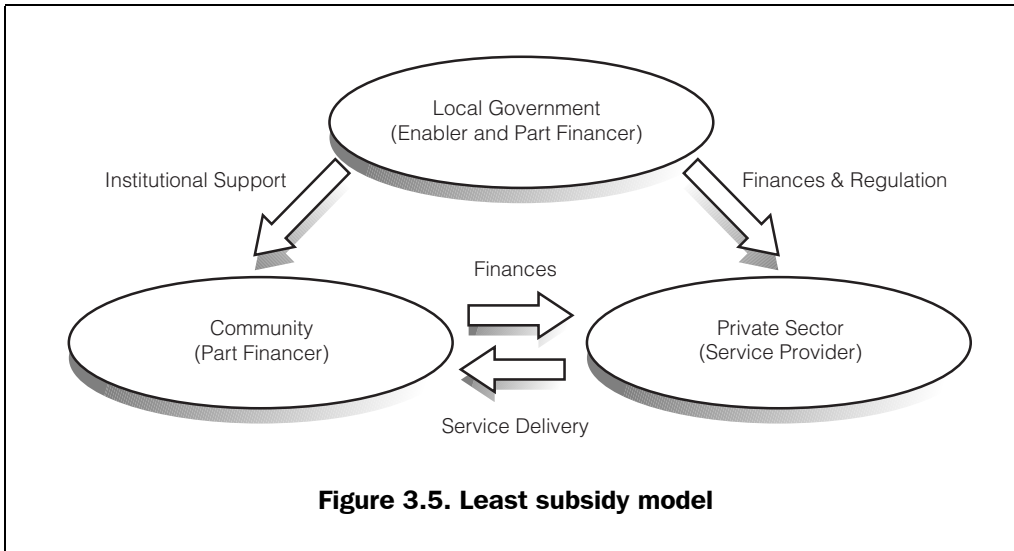 Local Government
(Enabler and Part Financer)
Institutional Support
Finances & Regulation
Finances
Community
(Part Financer)
Private Sector
(Service Provider)
Service Delivery
Figure 3.5. Least subsidy model